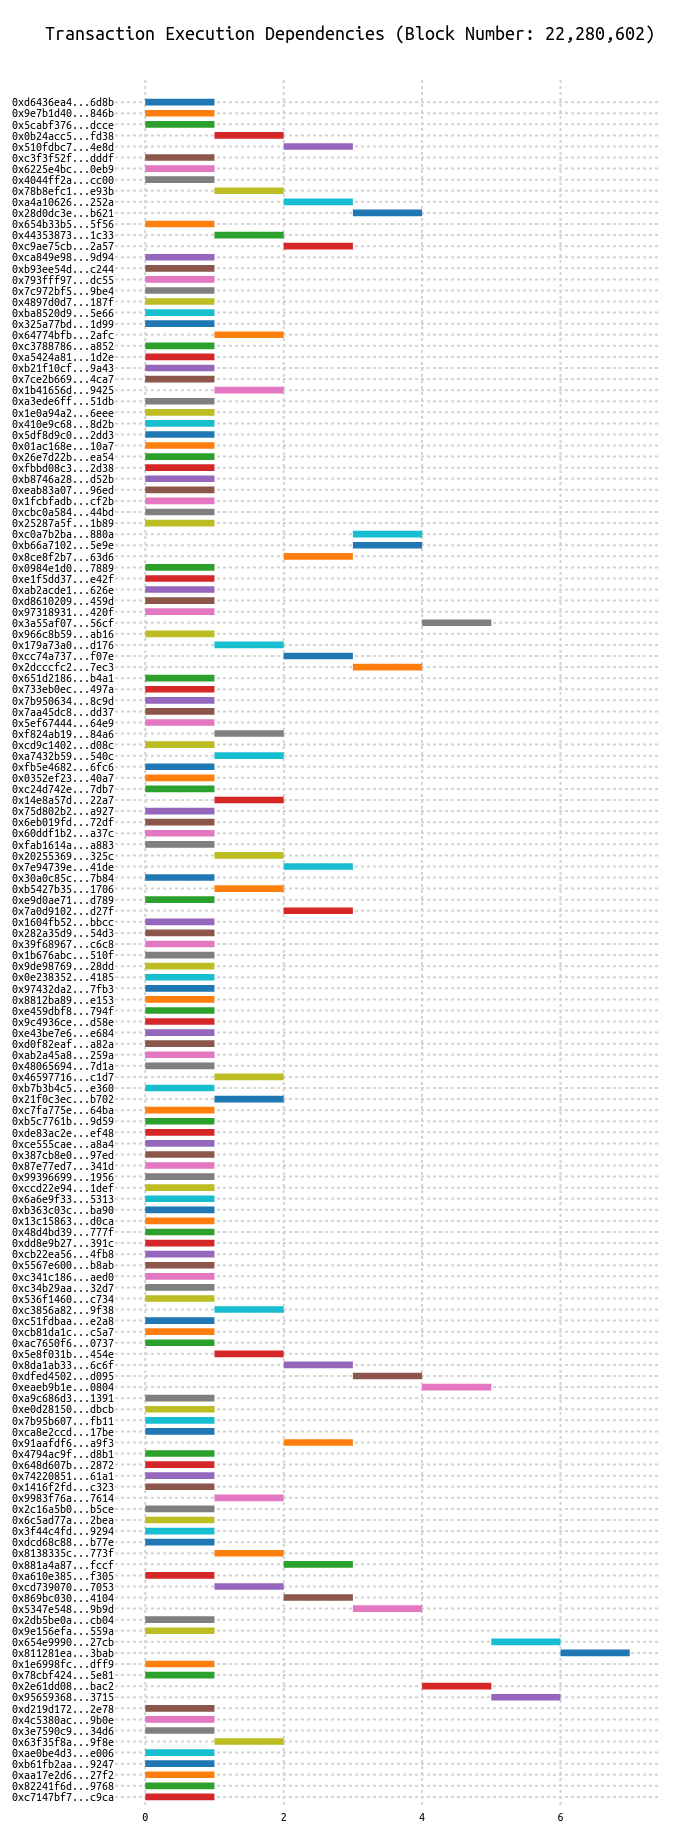 Transaction Execution Dependencies (Block Number: 22,280,602)
0xd6436ea4...6d8b
0x9e7b1d40...846b
0x5cabf376...dcce
0x0b24acc5...fd38
0x510fdbc7...4e8d
0xc3f3f52f...dddf
0x6225e4bc...0eb9
0x4044ff2a...cc00
0x78b8efc1...e93b
0xa4a10626...252a
0x28d0dc3e...b621
0x654b33b5...5f56
0x44353873...1c33
0xc9ae75cb...2a57
0xca849e98...9d94
0xb93ee54d...c244
0x793fff97...dc55
0x7c972bf5...9be4
0x4897d0d7...187f
0xba8520d9...5e66
0x325a77bd...1d99
0x64774bfb...2afc
0xc3788786...a852
0xa5424a81...1d2e
0xb21f10cf...9a43
0x7ce2b669...4ca7
0x1b41656d...9425
0xa3ede6ff...51db
0x1e0a94a2...6eee
0x410e9c68...8d2b
0x5df8d9c0...2dd3
0x01ac168e...10a7
0x26e7d22b...ea54
0xfbbd08c3...2d38
0xb8746a28...d52b
0xeab83a07...96ed
0x1fcbfadb...cf2b
0xcbc0a584...44bd
0x25287a5f...1b89
0xc0a7b2ba...880a
0xb66a7102...5e9e
0x8ce8f2b7...63d6
0x0984e1d0...7889
0xe1f5dd37...e42f
0xab2acde1...626e
0xd8610209...459d
0x97318931...420f
0x3a55af07...56cf
0x966c8b59...ab16
0x179a73a0...d176
0xcc74a737...f07e
0x2dcccfc2...7ec3
0x651d2186...b4a1
0x733eb0ec...497a
0x7b950634...8c9d
0x7aa45dc8...dd37
0x5ef67444...64e9
0xf824ab19...84a6
0xcd9c1402...d08c
0xa7432b59...540c
0xfb5e4682...6fc6
0x0352ef23...40a7
0xc24d742e...7db7
0x14e8a57d...22a7
0x75d802b2...a927
0x6eb019fd...72df
0x60ddf1b2...a37c
0xfab1614a...a883
0x20255369...325c
0x7e94739e...41de
0x30a0c85c...7b84
0xb5427b35...1706
0xe9d0ae71...d789
0x7a0d9102...d27f
0x1604fb52...bbcc
0x282a35d9...54d3
0x39f68967...c6c8
0x1b676abc...510f
0x9de98769...28dd
0x0e238352...4185
0x97432da2...7fb3
0x8812ba89...e153
0xe459dbf8...794f
0x9c4936ce...d58e
0xe43be7e6...e684
0xd0f82eaf...a82a
0xab2a45a8...259a
0x48065694...7d1a
0x46597716...c1d7
0xb7b3b4c5...e360
0x21f0c3ec...b702
0xc7fa775e...64ba
0xb5c7761b...9d59
0xde83ac2e...ef48
0xce555cae...a8a4
0x387cb8e0...97ed
0x87e77ed7...341d
0x99396699...1956
0xccd22e94...1def
0x6a6e9f33...5313
0xb363c03c...ba90
0x13c15863...d0ca
0x48d4bd39...777f
0xdd8e9b27...391c
0xcb22ea56...4fb8
0x5567e600...b8ab
0xc341c186...aed0
0xc34b29aa...32d7
0x536f1460...c734
0xc3856a82...9f38
0xc51fdbaa...e2a8
0xcb81da1c...c5a7
0xac7650f6...0737
0x5e8f031b...454e
0x8da1ab33...6c6f
0xdfed4502...d095
0xeaeb9b1e...0804
0xa9c686d3...1391
0xe0d28150...dbcb
0x7b95b607...fb11
0xca8e2ccd...17be
0x91aafdf6...a9f3
0x4794ac9f...d8b1
0x648d607b...2872
0x74220851...61a1
0x1416f2fd...c323
0x9983f76a...7614
0x2c16a5b0...b5ce
0x6c5ad77a...2bea
0x3f44c4fd...9294
0xdcd68c88...b77e
0x8138335c...773f
0x881a4a87...fccf
0xa610e385...f305
0xcd739070...7053
0x869bc030...4104
0x5347e548...9b9d
0x2db5be0a...cb04
0x9e156efa...559a
0x654e9990...27cb
0x811281ea...3bab
0x1e6998fc...dff9
0x78cbf424...5e81
0x2e61dd08...bac2
0x95659368...3715
0xd219d172...2e78
0x4c5380ac...9b0e
0x3e7590c9...34d6
0x63f35f8a...9f8e
0xae0be4d3...e006
0xb61fb2aa...9247
0xaa17e2d6...27f2
0x82241f6d...9768
0xc7147bf7...c9ca
0 2 4 6